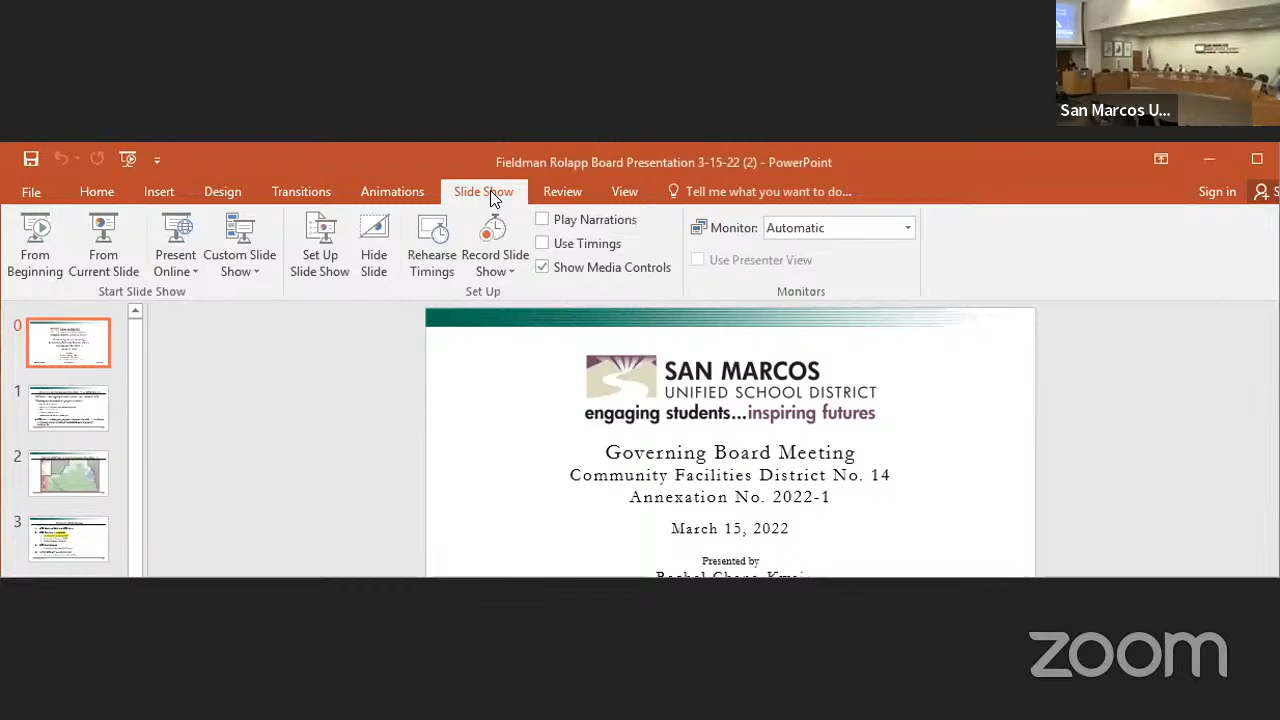 San Marcos U...
Fieldman Rolapp Board Presentation 3-15-22 (2) - PowerPoint
File Home Insert Design Transitions Animations Slide Show Review View Tell me what you want to do... Sign in S
From Beginning
From Current Slide
Present Online
Custom Slide Show
Set Up Slide Show
Hide Slide
Rehearse Timings
Record Slide Show
Play Narrations
Use Timings
Show Media Controls
Monitor: Automatic
Use Presenter View
Start Slide Show
Set Up
Monitors
0
1
2
3
SAN MARCOS
UNIFIED SCHOOL DISTRICT
engaging students...inspiring futures
Governing Board Meeting
Community Facilities District No. 14
Annexation No. 2022-1
March 15, 2022
Presented by
zoom